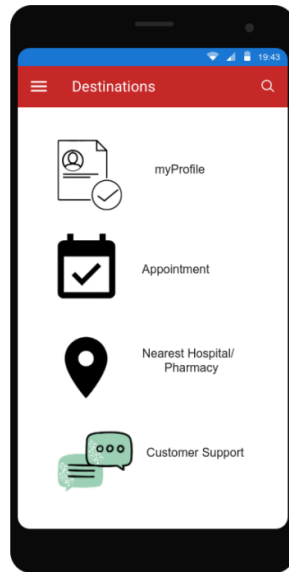 19:43
Destinations
myProfile
Appointment
Nearest Hospital/
Pharmacy
Customer Support